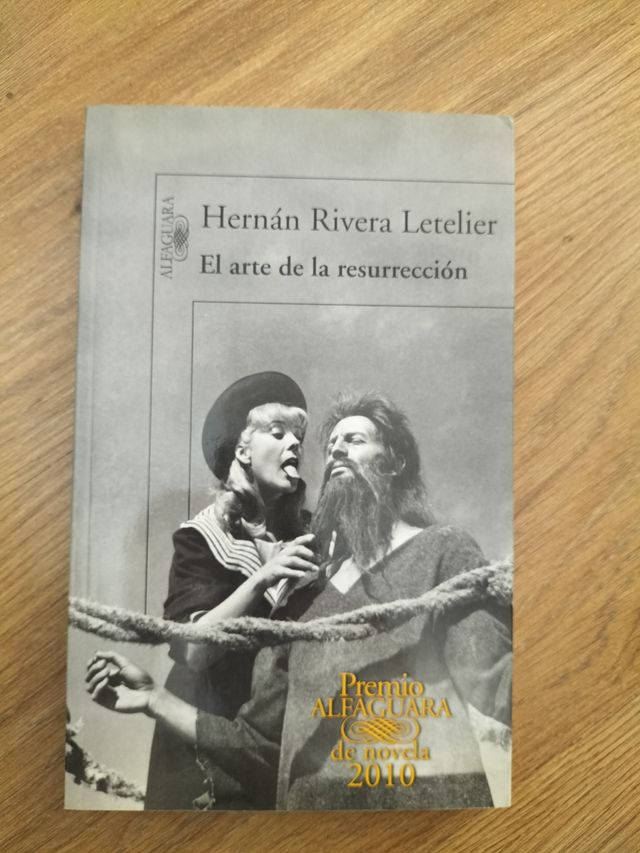 ALFAGUARA
Hernán Rivera Letelier
El arte de la resurrección
Premio
ALFAGUARA
de novela
2010